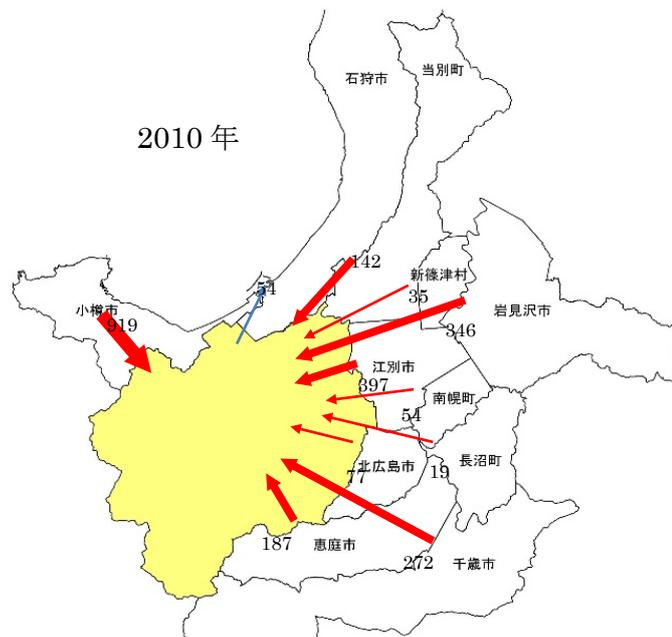 石狩市
当別町
2010 年
142
新篠津村
54
35
小樽市
919
岩見沢市
346
江別市
397
南幌町
54
長沼町
北広島市
77
19
187
恵庭市
272
千歳市